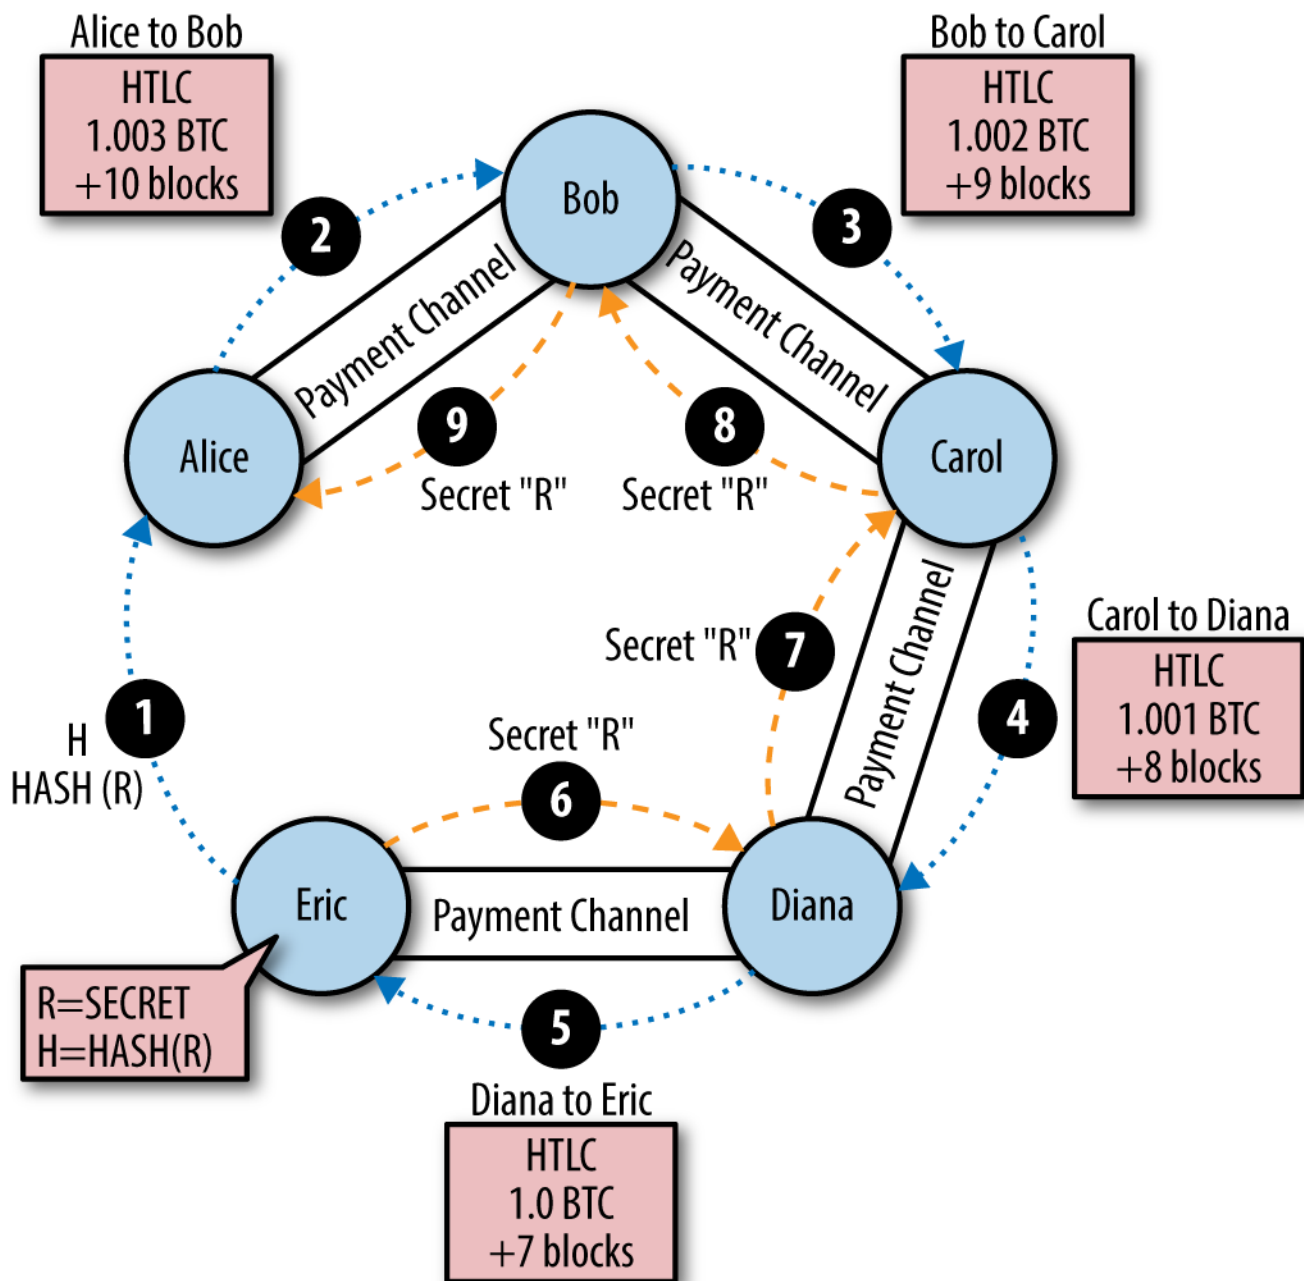 Alice to Bob
HTLC
1.003 BTC
+10 blocks
Bob to Carol
HTLC
1.002 BTC
+9 blocks
Bob
2
3
Payment Channel
Payment Channel
Alice
9
8
Carol
Secret "R"
Secret "R"
Secret "R"
7
Payment Channel
Carol to Diana
HTLC
1.001 BTC
+8 blocks
4
1
H
HASH (R)
Secret "R"
6
Eric
Payment Channel
Diana
R=SECRET
H=HASH(R)
5
Diana to Eric
HTLC
1.0 BTC
+7 blocks